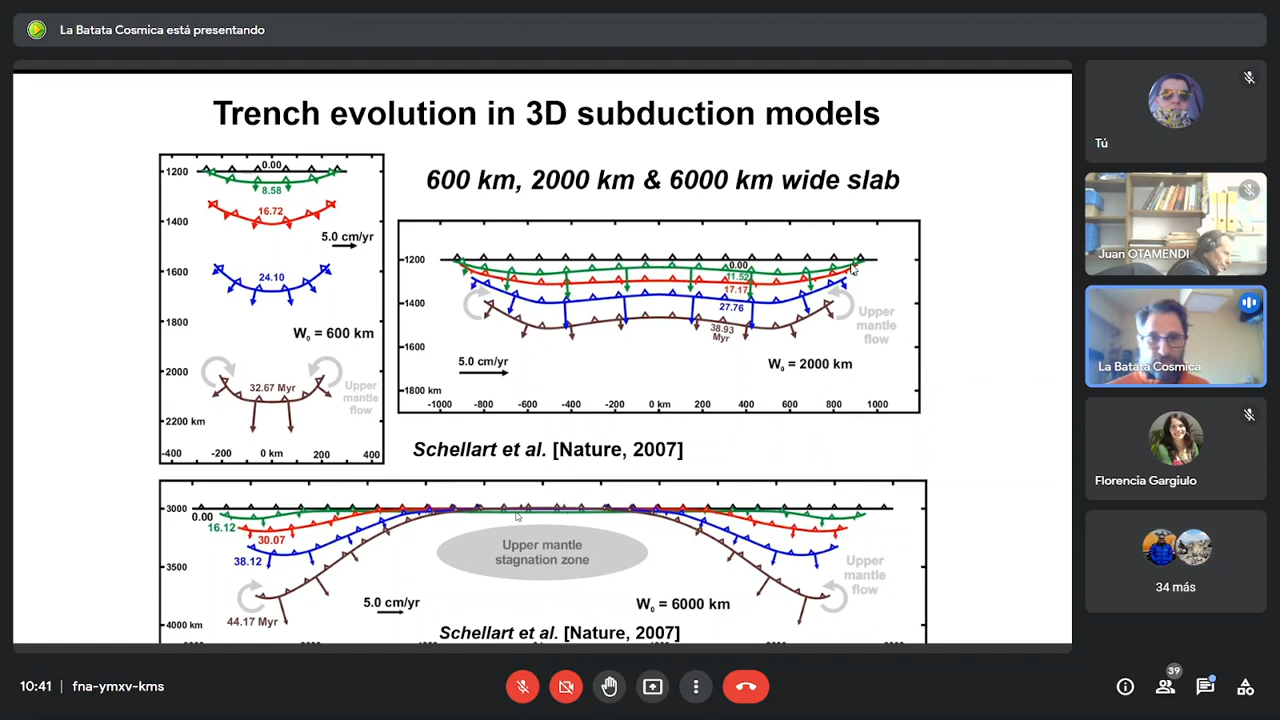 La Batata Cosmica está presentando
Trench evolution in 3D subduction models
600 km, 2000 km & 6000 km wide slab
1200
1400
1600
1800
2000
2200 km
-400
-200
0 km
200
400
0.00
8.58
16.72
5.0 cm/yr
24.10
W₀ = 600 km
32.67 Myr
Upper
mantle
flow
1200
1400
1600
1800 km
-1000
-800
-600
-400
-200
0 km
200
400
600
800
1000
0.00
11.52
17.17
27.76
38.93
Myr
5.0 cm/yr
W₀ = 2000 km
Upper
mantle
flow
Schellart et al. [Nature, 2007]
3000
3500
4000 km
0.00
16.12
30.07
38.12
44.17 Myr
Upper mantle
stagnation zone
5.0 cm/yr
W₀ = 6000 km
Upper
mantle
flow
Schellart et al. [Nature, 2007]
Tú
Juan OTAMENDI
La Batata Cosmica
Florencia Gargiulo
34 más
10:41 | fna-ymxv-kms
39